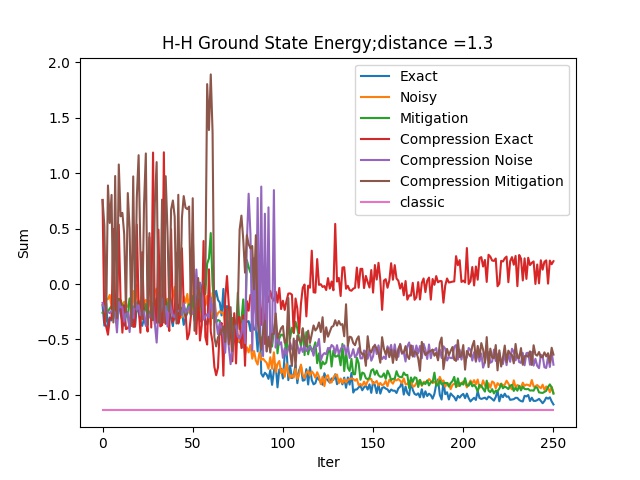 H-H Ground State Energy;distance =1.3
2.0
1.5
1.0
0.5
0.0
−0.5
−1.0
Sum
0
50
100
150
200
250
Iter
Exact
Noisy
Mitigation
Compression Exact
Compression Noise
Compression Mitigation
classic